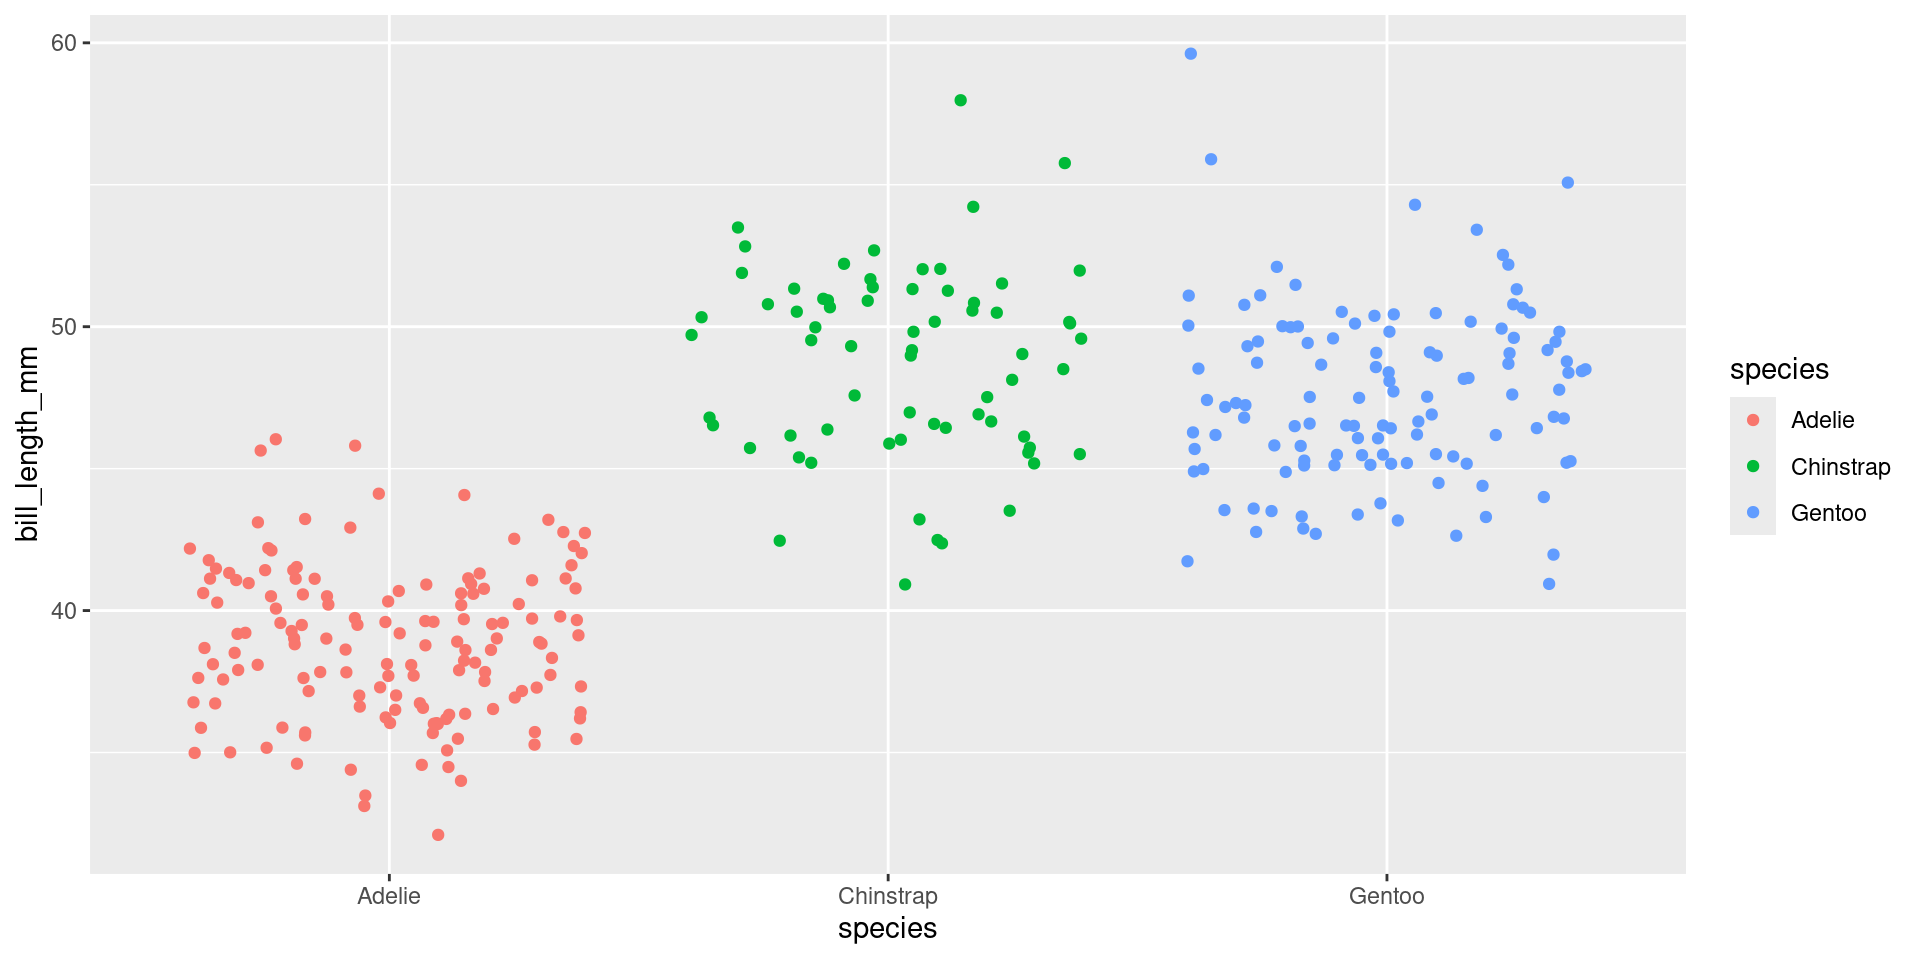 60
50
40
bill_length_mm
Adelie
Chinstrap
Gentoo
species
species
Adelie
Chinstrap
Gentoo